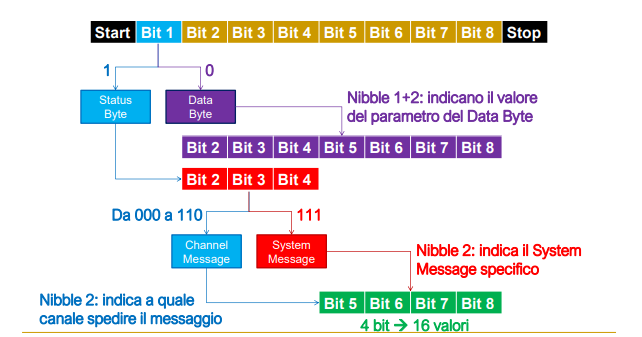 Start Bit 1 Bit 2 Bit 3 Bit 4 Bit 5 Bit 6 Bit 7 Bit 8 Stop
1 0
Status
Byte
Data
Byte
Nibble 1+2: indicano il valore
del parametro del Data Byte
Bit 2 Bit 3 Bit 4 Bit 5 Bit 6 Bit 7 Bit 8
Bit 2 Bit 3 Bit 4
Da 000 a 110 111
Channel
Message
System
Message
Nibble 2: indica il System
Message specifico
Nibble 2: indica a quale
canale spedire il messaggio
Bit 5 Bit 6 Bit 7 Bit 8
4 bit → 16 valori